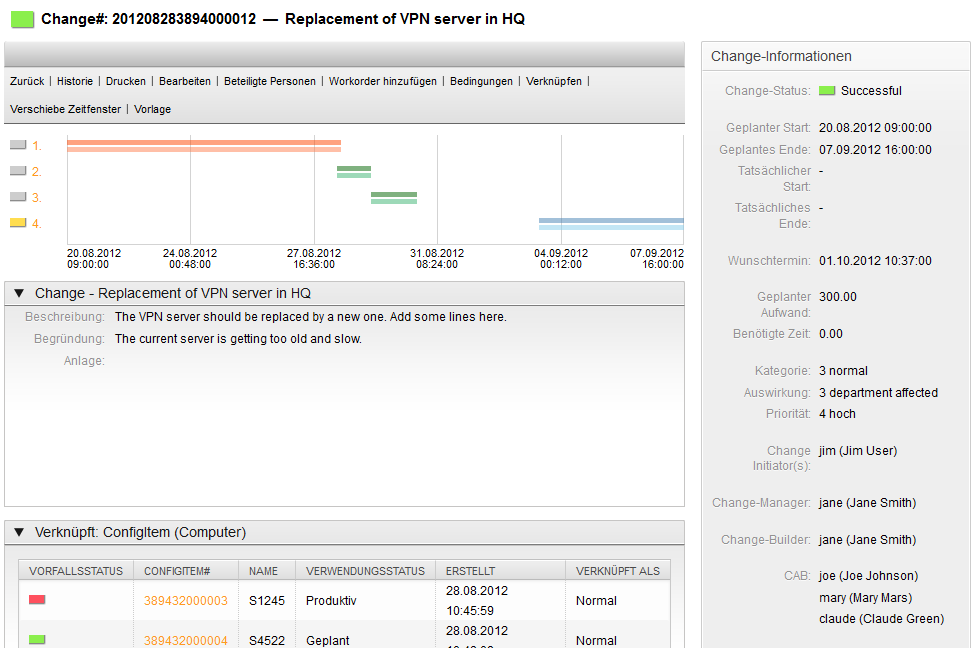 Change#: 201208283894000012 — Replacement of VPN server in HQ
Zurück | Historie | Drucken | Bearbeiten | Beteiligte Personen | Workorder hinzufügen | Bedingungen | Verknüpfen |
Verschiebe Zeitfenster | Vorlage
1.
2.
3.
4.
20.08.2012 24.08.2012 27.08.2012 31.08.2012 04.09.2012 07.09.2012
09:00:00 00:48:00 16:36:00 08:24:00 00:12:00 16:00:00
Change - Replacement of VPN server in HQ
Beschreibung: The VPN server should be replaced by a new one. Add some lines here.
Begründung: The current server is getting too old and slow.
Anlage:
Verknüpft: ConfigItem (Computer)
VORFALLSSTATUS CONFIGITEM# NAME VERWENDUNGSSTATUS ERSTELLT VERKNÜPFT ALS
389432000003 S1245 Produktiv 28.08.2012 Normal
10:45:59
389432000004 S4522 Geplant 28.08.2012 Normal
Change-Informationen
Change-Status: Successful
Geplanter Start: 20.08.2012 09:00:00
Geplantes Ende: 07.09.2012 16:00:00
Tatsächlicher -
Start:
Tatsächliches -
Ende:
Wunschtermin: 01.10.2012 10:37:00
Geplanter 300.00
Aufwand:
Benötigte Zeit: 0.00
Kategorie: 3 normal
Auswirkung: 3 department affected
Priorität: 4 hoch
Change jim (Jim User)
Initiator(s):
Change-Manager: jane (Jane Smith)
Change-Builder: jane (Jane Smith)
CAB: joe (Joe Johnson)
mary (Mary Mars)
claude (Claude Green)